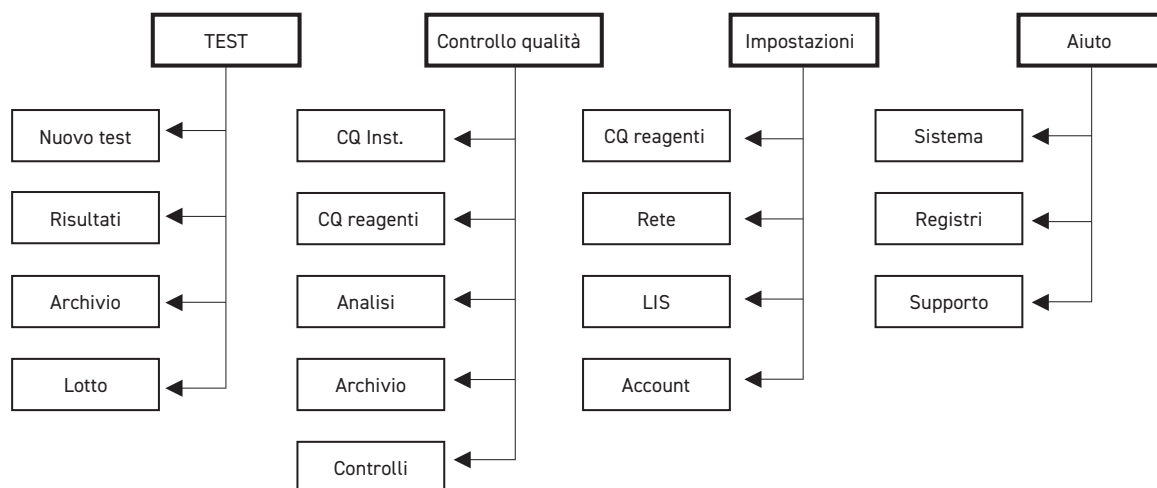 TEST
Nuovo test
Risultati
Archivio
Lotto
Controllo qualità
CQ Inst.
CQ reagenti
Analisi
Archivio
Controlli
Impostazioni
CQ reagenti
Rete
LIS
Account
Aiuto
Sistema
Registri
Supporto